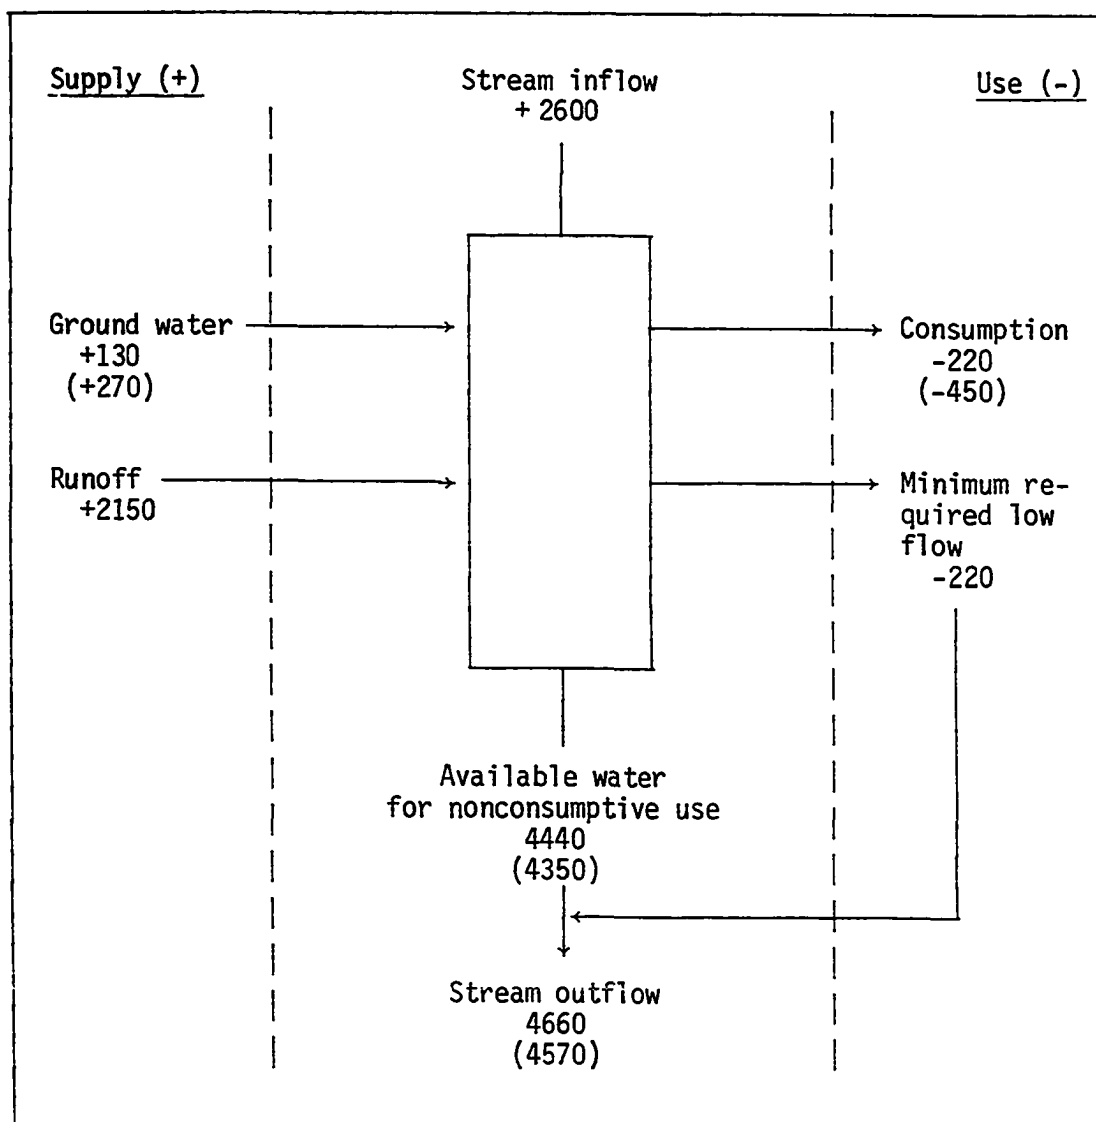 Supply (+)
Stream inflow
+ 2600
Use (-)
Ground water
+130
(+270)
Consumption
-220
(-450)
Runoff
+2150
Minimum re-
quired low
flow
-220
Available water
for nonconsumptive use
4440
(4350)
Stream outflow
4660
(4570)